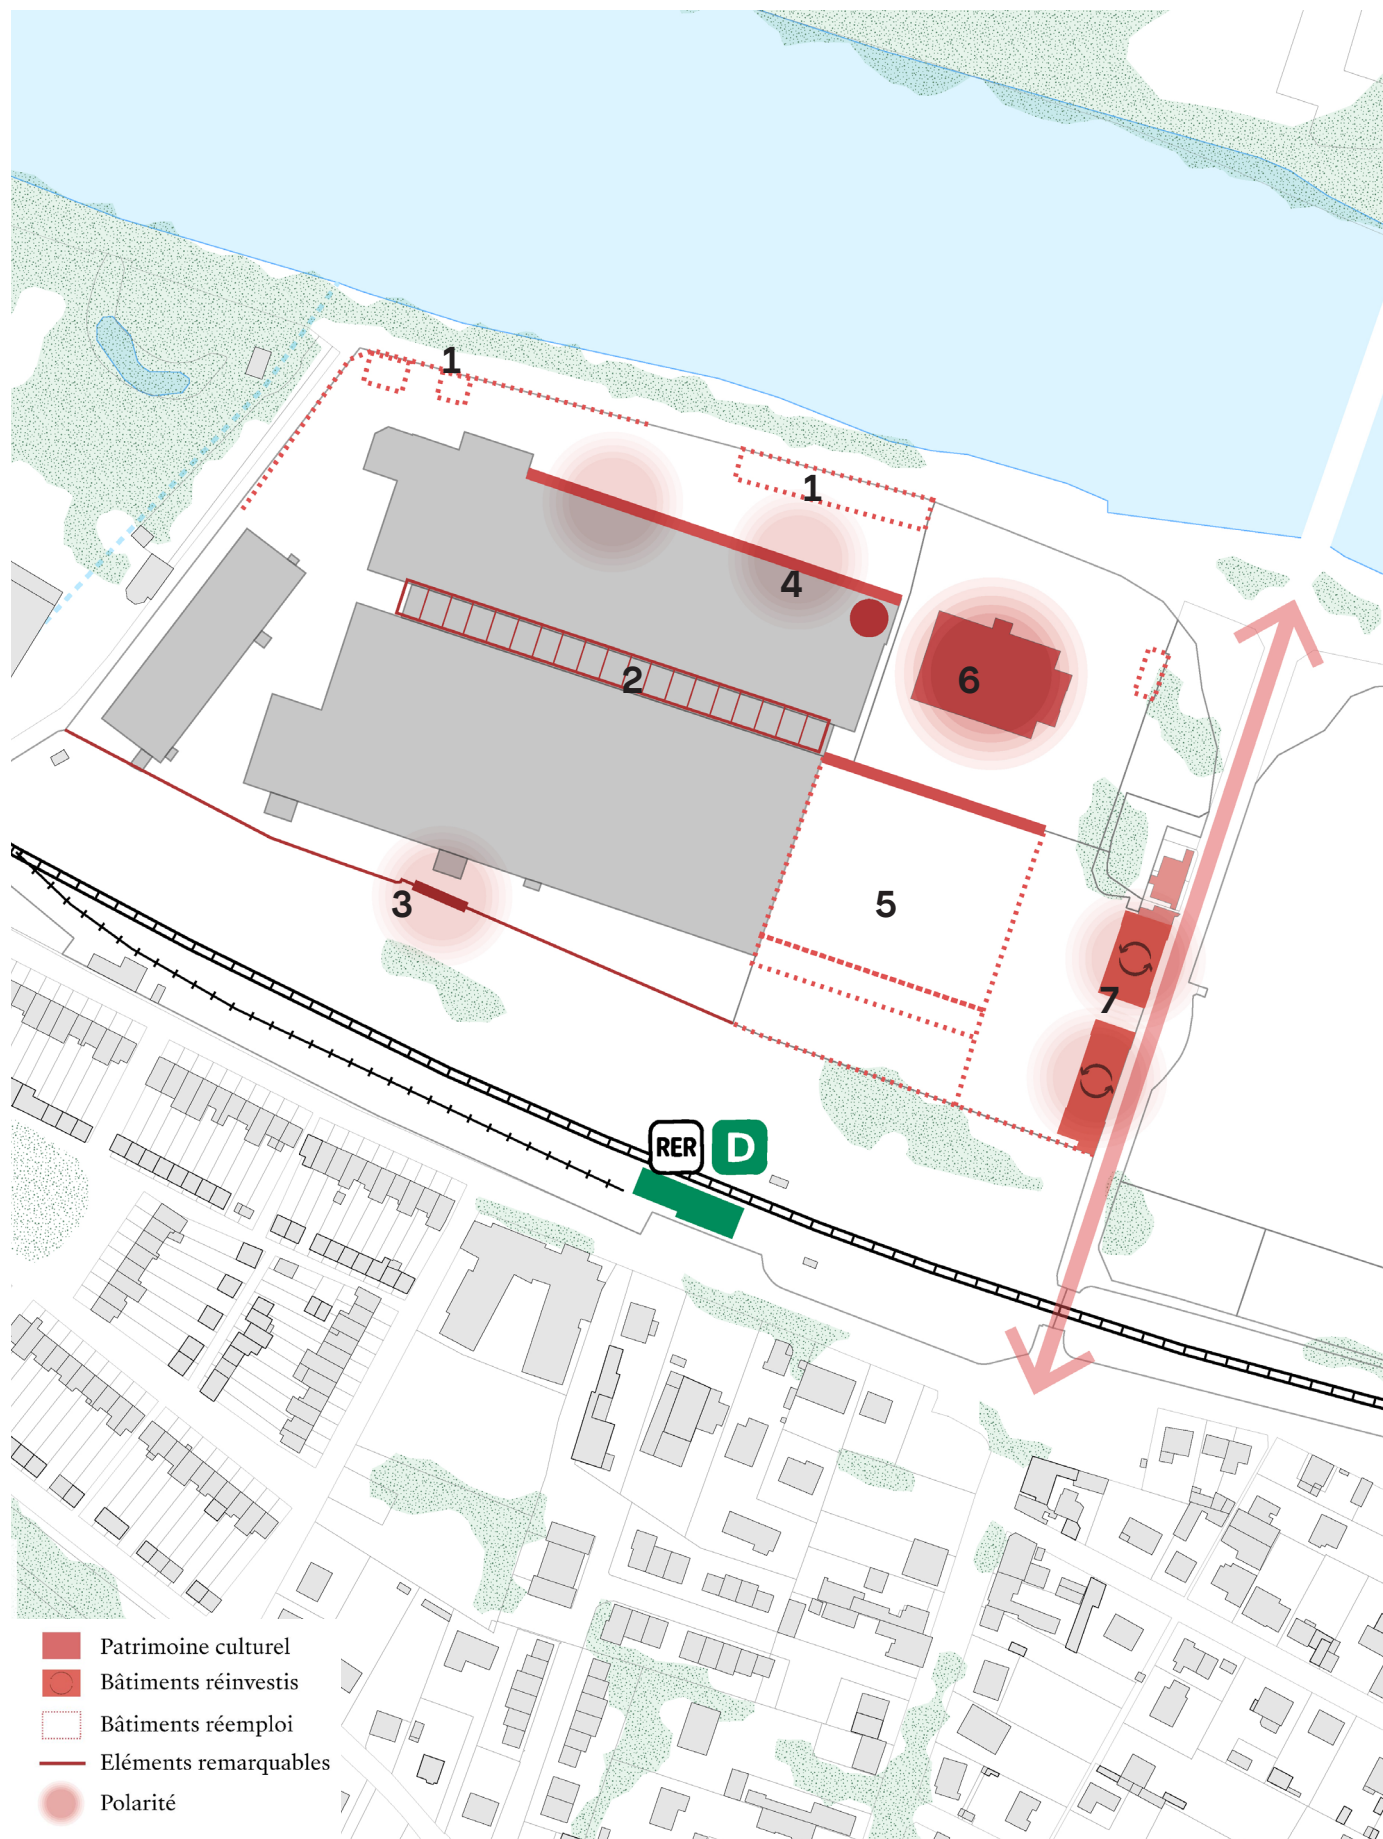 1
1
4
2
6
3
5
7
RER D
Patrimoine culturel
Bâtiments réinvestis
Bâtiments réemploi
Eléments remarquables
Polarité